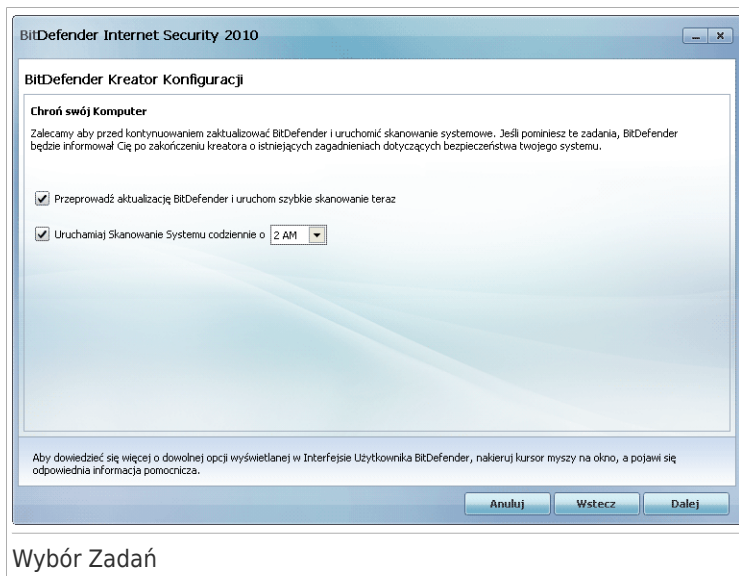 BitDefender Internet Security 2010
BitDefender Kreator Konfiguracji
Chroń swój Komputer
Zalecamy aby przed kontynuowaniem zaktualizować BitDefender i uruchomić skanowanie systemowe. Jeśli pominiesz te zadania, BitDefender
będzie informował Cię po zakończeniu kreatora o istniejących zagadnieniach dotyczących bezpieczeństwa twojego systemu.
Przeprowadź aktualizację BitDefender i uruchom szybkie skanowanie teraz
Uruchamiaj Skanowanie Systemu codziennie o 2 AM
Aby dowiedzieć się więcej o dowolnej opcji wyświetlanej w Interfejsie Użytkownika BitDefender, nakieruj kursor myszy na okno, a pojawi się
odpowiednia informacja pomocnicza.
Anuluj Wstecz Dalej
Wybór Zadań